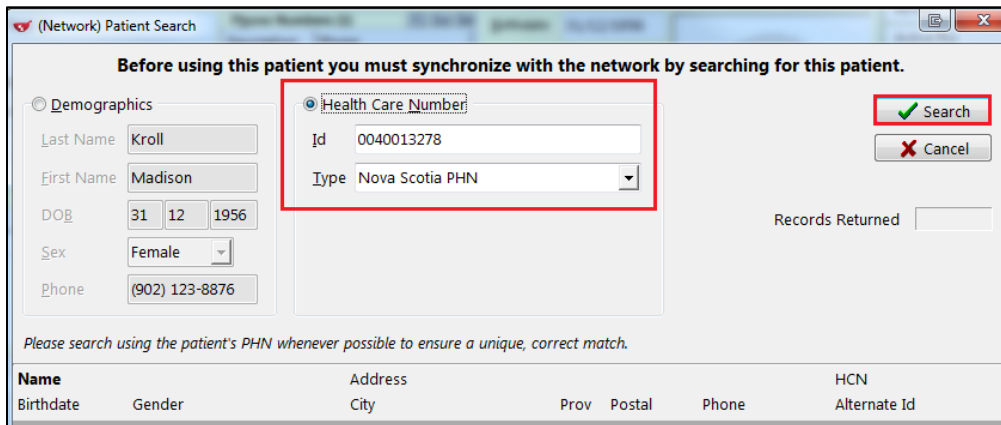 (Network) Patient Search
Before using this patient you must synchronize with the network by searching for this patient.
Demographics
Last Name Kroll
First Name Madison
DOB 31 12 1956
Sex Female
Phone (902) 123-8876
Health Care Number
Id 0040013278
Type Nova Scotia PHN
Search
Cancel
Records Returned
Please search using the patient's PHN whenever possible to ensure a unique, correct match.
Name Address HCN
Birthdate Gender City Prov Postal Phone Alternate Id